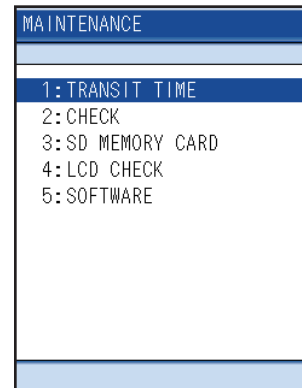 MAINTENANCE
1:TRANSIT TIME
2:CHECK
3:SD MEMORY CARD
4:LCD CHECK
5:SOFTWARE